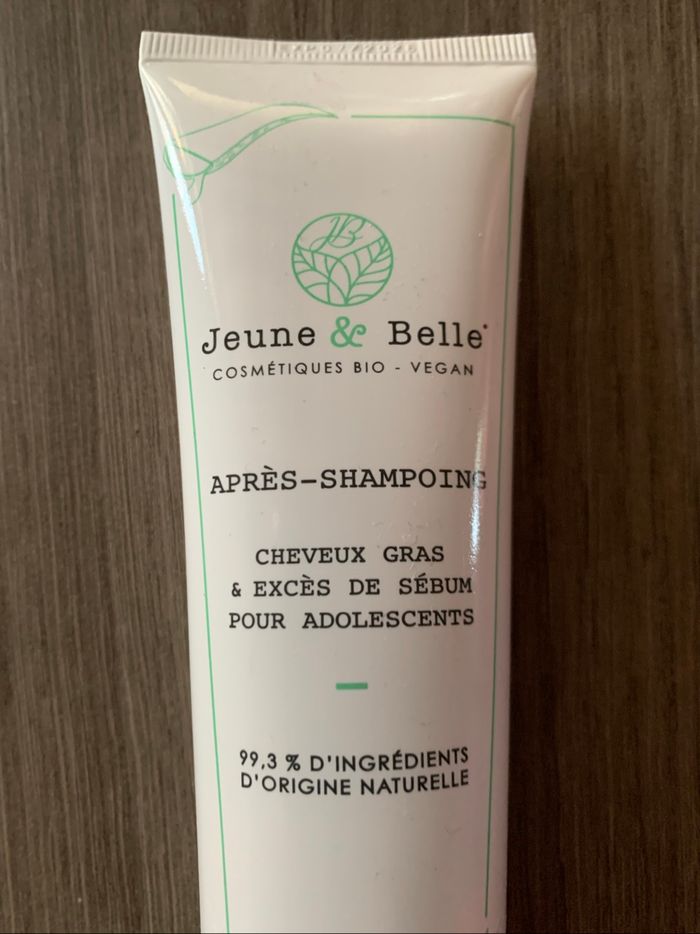 JB
Jeune & Belle
COSMÉTIQUES BIO - VEGAN
APRÈS-SHAMPOING
CHEVEUX GRAS
& EXCÈS DE SÉBUM
POUR ADOLESCENTS
99,3 % D'INGRÉDIENTS
D'ORIGINE NATURELLE